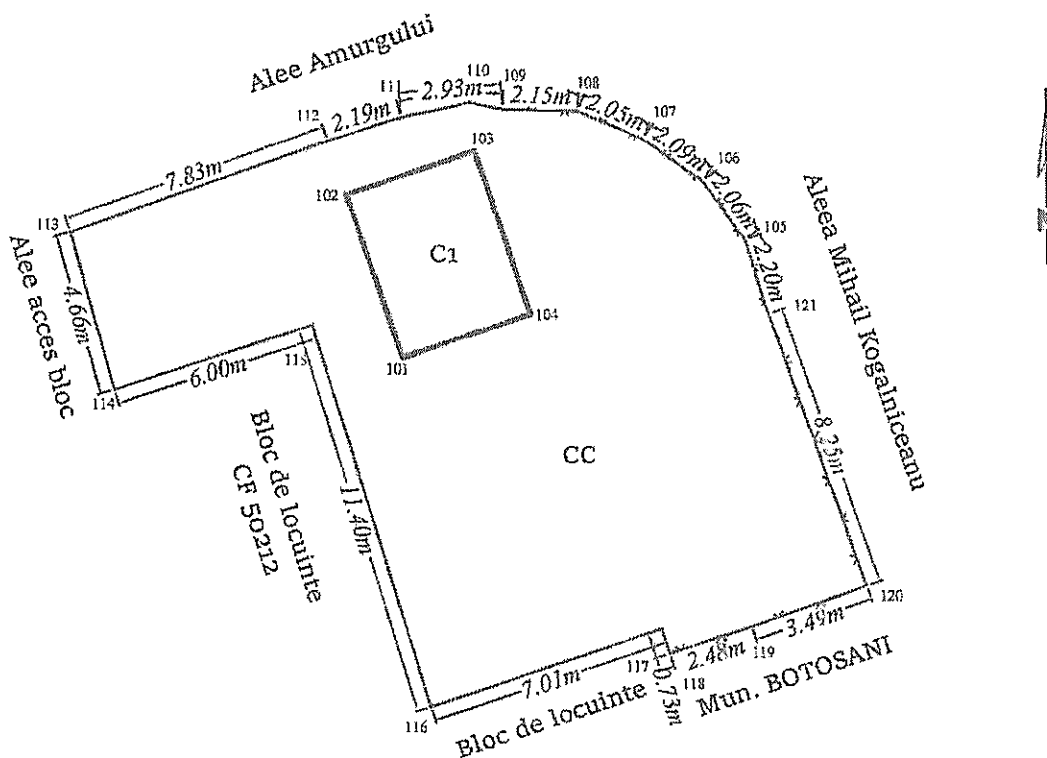 Alee Amurgului
110
109
11
2.93m
108
2.15m
112
2.19m
2.05m
107
103
2.09m
106
7.83m
2.06m
102
105
113
Aleea Mihail Kogalniceanu
Alee acces bloc
C1
2.20m
4.66m
104
121
115
101
6.00m
114
Bloc de locuinte
CF 50212
CC
8.25m
11.40m
120
3.49m
119
117
2.48m
118
7.01m
0.73m
Mun. BOTOSANI
116
Bloc de locuinte